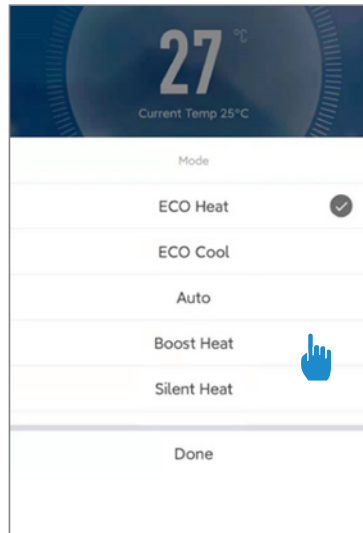 27 °C
Current Temp 25°C
Mode
ECO Heat
ECO Cool
Auto
Boost Heat
Silent Heat
Done